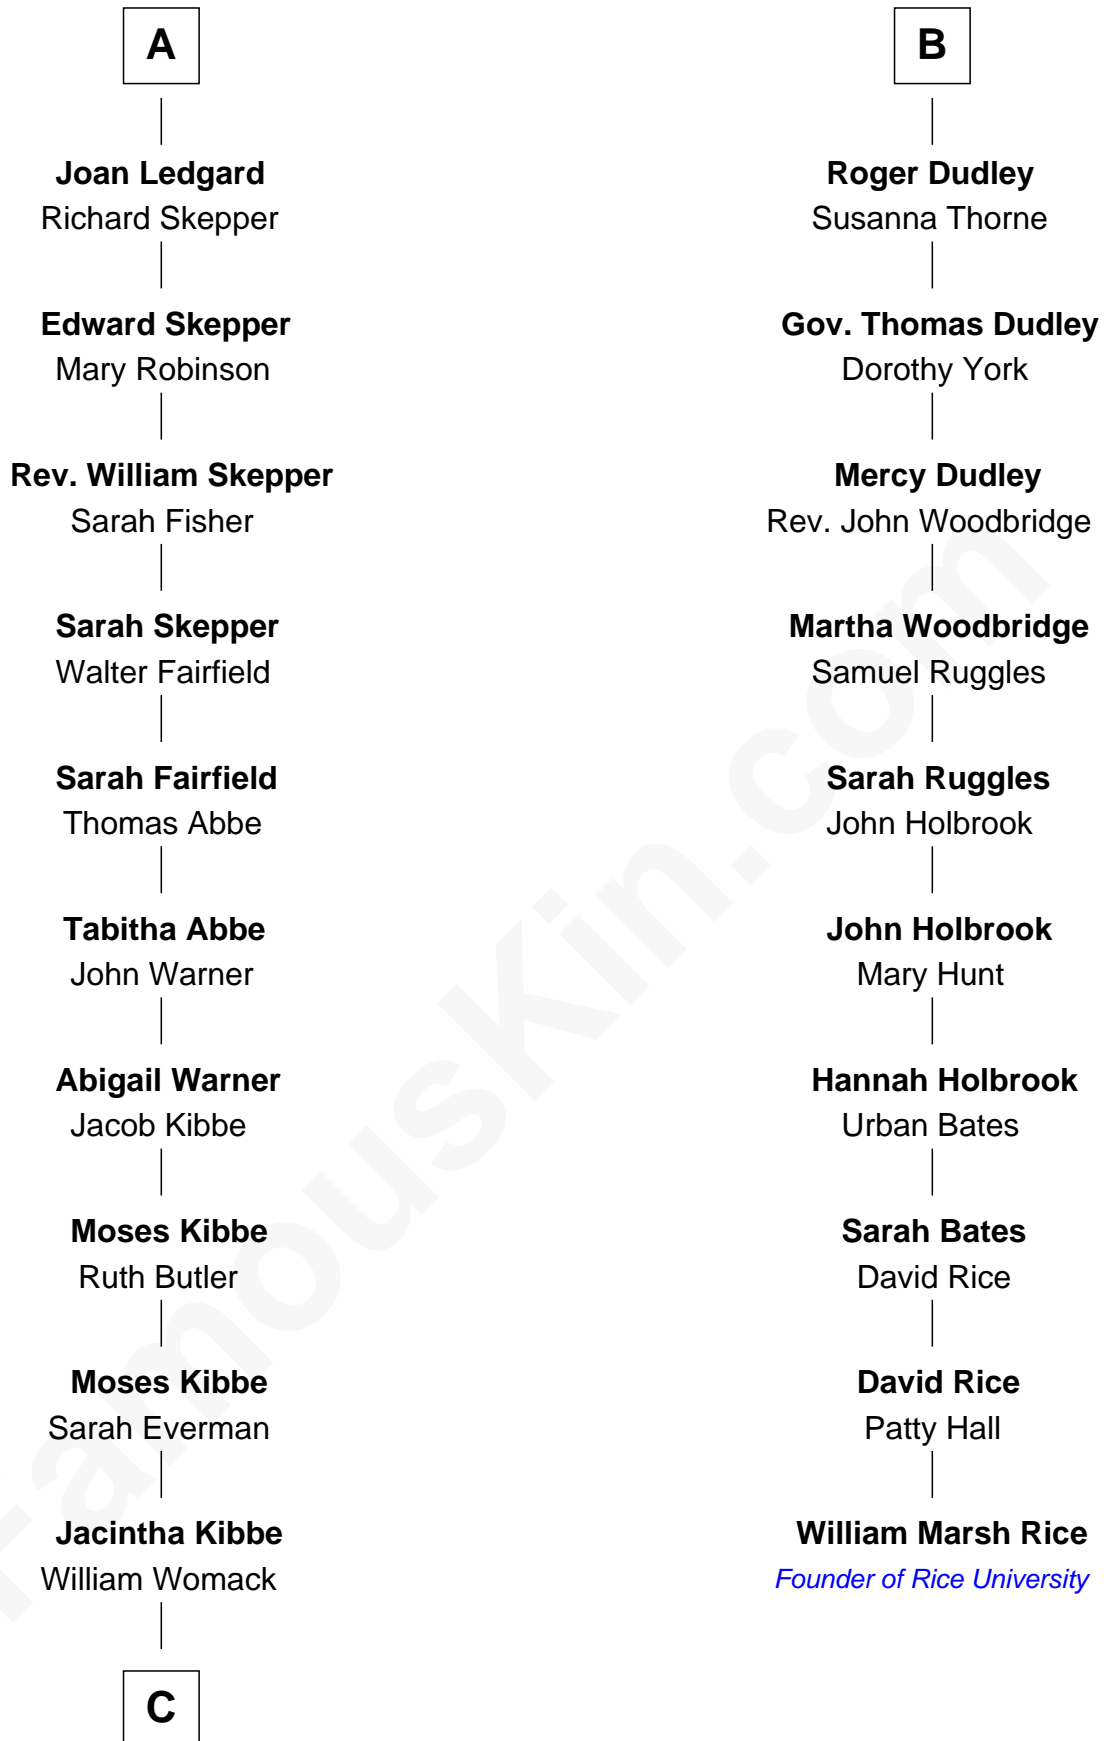 A
Joan Ledgard
Richard Skepper
Edward Skepper
Mary Robinson
Rev. William Skepper
Sarah Fisher
Sarah Skepper
Walter Fairfield
Sarah Fairfield
Thomas Abbe
Tabitha Abbe
John Warner
Abigail Warner
Jacob Kibbe
Moses Kibbe
Ruth Butler
Moses Kibbe
Sarah Everman
Jacintha Kibbe
William Womack
C
B
Roger Dudley
Susanna Thorne
Gov. Thomas Dudley
Dorothy York
Mercy Dudley
Rev. John Woodbridge
Martha Woodbridge
Samuel Ruggles
Sarah Ruggles
John Holbrook
John Holbrook
Mary Hunt
Hannah Holbrook
Urban Bates
Sarah Bates
David Rice
David Rice
Patty Hall
William Marsh Rice
Founder of Rice University
FamousKin.com